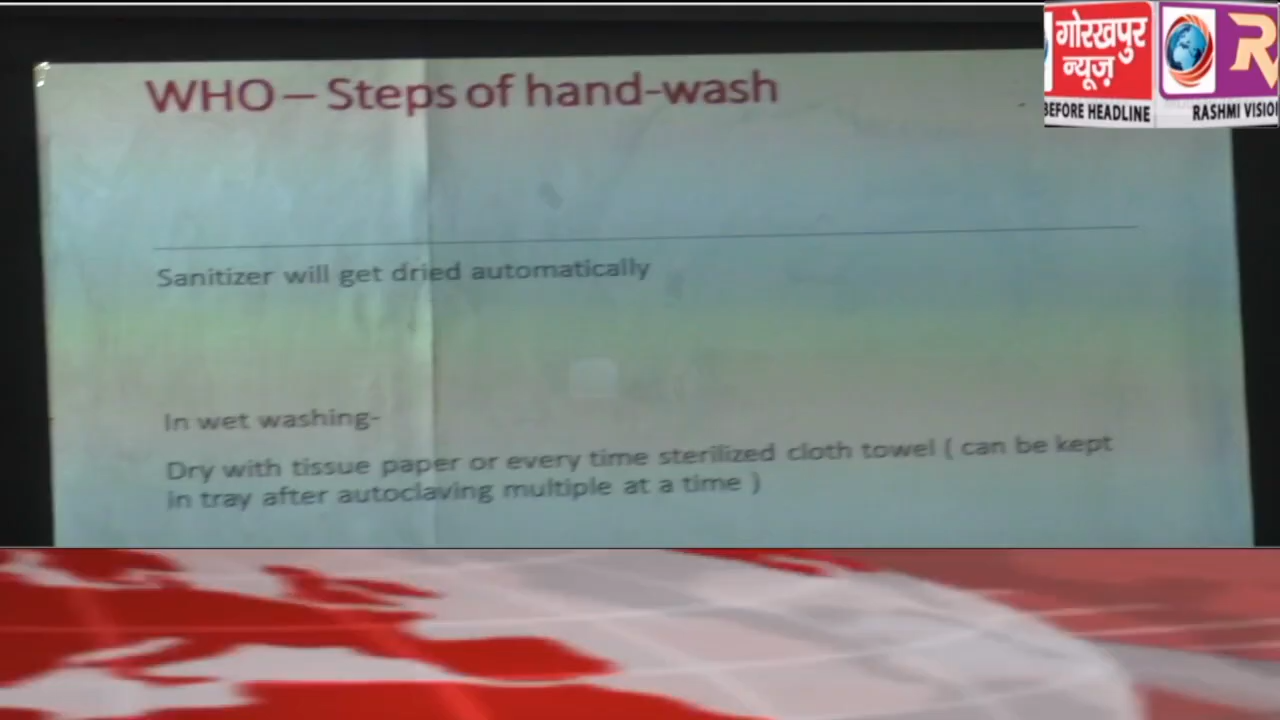 WHO – Steps of hand-wash
Sanitizer will get dried automatically
In wet washing-
Dry with tissue paper or every time sterilized cloth towel ( can be kept
in tray after autoclaving multiple at a time )
गोरखपुर
न्यूज़
BEFORE HEADLINE
R
RASHMI VISIO